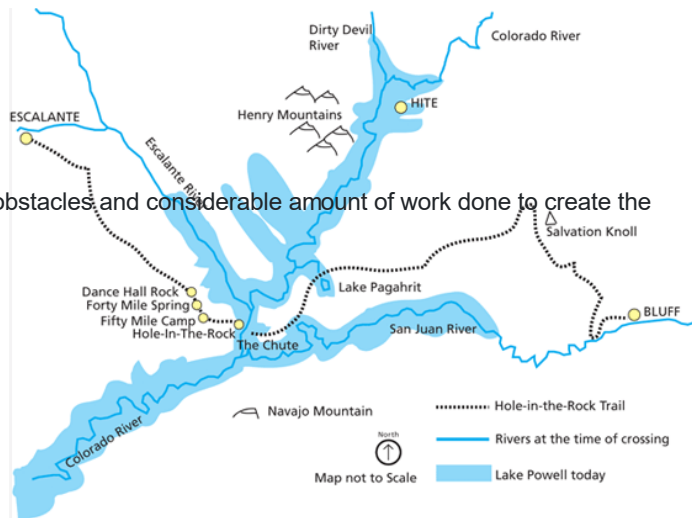 Dirty Devil
River
Colorado River
HITE
Henry Mountains
ESCALANTE
Escalante River
obstacles and considerable amount of work done to create the
Salvation Knoll
Lake Pagahrit
Dance Hall Rock
Forty Mile Spring
Fifty Mile Camp
Hole-In-The-Rock
The Chute
San Juan River
BLUFF
Navajo Mountain
Colorado River
North
Map not to Scale
Hole-in-the-Rock Trail
Rivers at the time of crossing
Lake Powell today